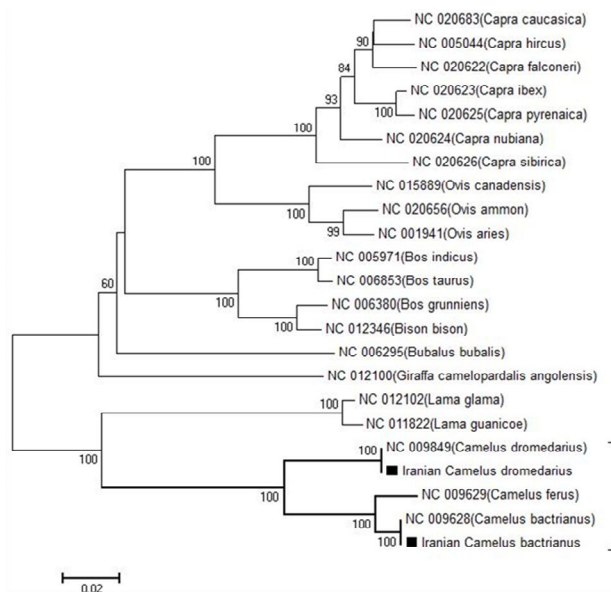 NC 020683(Capra caucasica)
90
NC 005044(Capra hircus)
NC 020622(Capra falconeri)
84
NC 020623(Capra ibex)
93
100
NC 020625(Capra pyrenaica)
100
NC 020624(Capra nubiana)
100
NC 020626(Capra sibirica)
NC 015889(Ovis canadensis)
100
NC 020656(Ovis ammon)
99
NC 001941(Ovis aries)
100
NC 005971(Bos indicus)
NC 006853(Bos taurus)
60
100
NC 006380(Bos grunniens)
100
NC 012346(Bison bison)
NC 006295(Bubalus bubalis)
NC 012100(Giraffa camelopardalis angolensis)
100
NC 012102(Lama glama)
NC 011822(Lama guanicoe)
100
100
NC 009849(Camelus dromedarius)
Iranian Camelus dromedarius
100
NC 009629(Camelus ferus)
100
NC 009628(Camelus bactrianus)
100
Iranian Camelus bactrianus
0.02